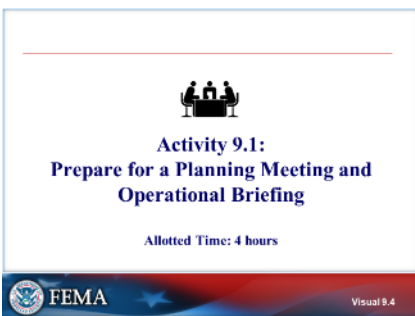 Activity 9.1:
Prepare for a Planning Meeting and
Operational Briefing
Allotted Time: 4 hours
FEMA
Visual 9.4